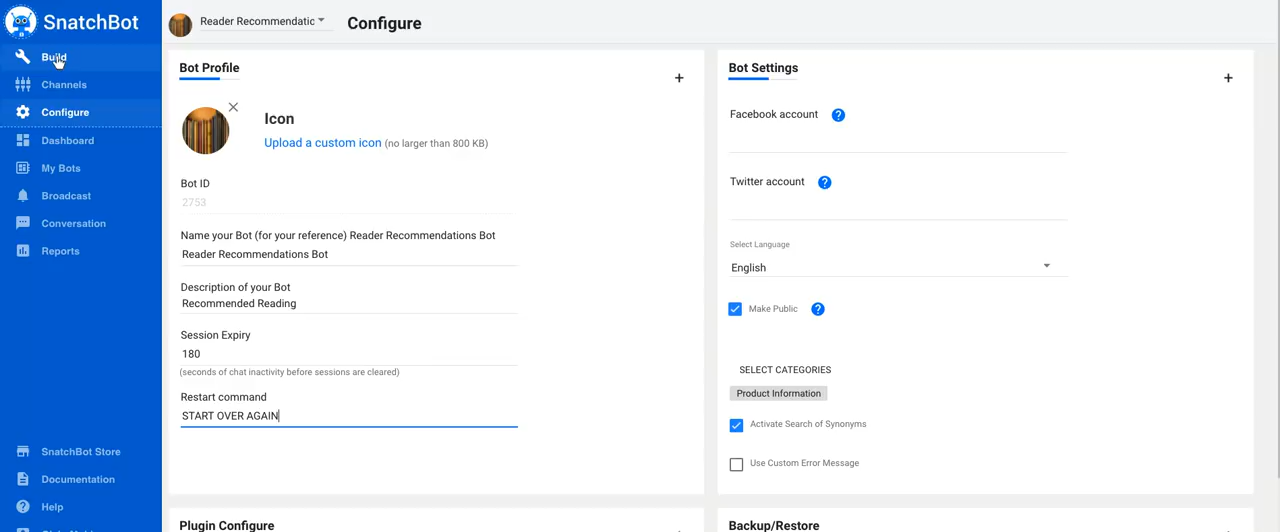 SnatchBot
Build
Channels
Configure
Dashboard
My Bots
Broadcast
Conversation
Reports
SnatchBot Store
Documentation
Help
Reader Recommendatic
Configure
Bot Profile
+
Icon
Upload a custom icon (no larger than 800 KB)
Bot ID
2753
Name your Bot (for your reference) Reader Recommendations Bot
Reader Recommendations Bot
Description of your Bot
Recommended Reading
Session Expiry
180
(seconds of chat inactivity before sessions are cleared)
Restart command
START OVER AGAIN
Plugin Configure
Bot Settings
+
Facebook account ?
Twitter account ?
Select Language
English
Make Public ?
SELECT CATEGORIES
Product Information
Activate Search of Synonyms
Use Custom Error Message
Backup/Restore